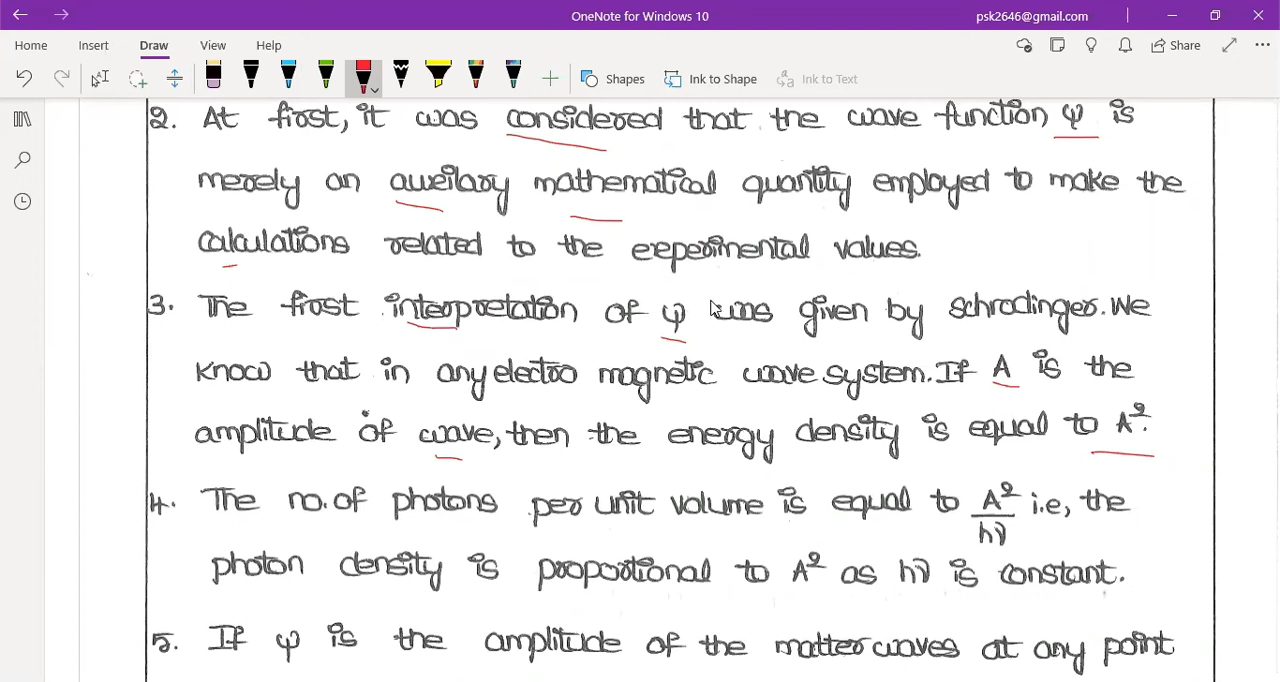 OneNote for Windows 10
psk2646@gmail.com
Home Insert Draw View Help
Share
Shapes Ink to Shape Ink to Text
2. At first, it was considered that the wave function ψ is
merely an auxilary mathematical quantity employed to make the
calculations related to the experimental values.
3. The first interpretation of ψ was given by schrodinger. We
know that in any electro magnetic wave system. If A is the
amplitude of wave, then the energy density is equal to A².
4. The no. of photons per unit volume is equal to A²/hν i.e, the
photon density is proportional to A² as hν is constant.
5. If ψ is the amplitude of the matter waves at any point